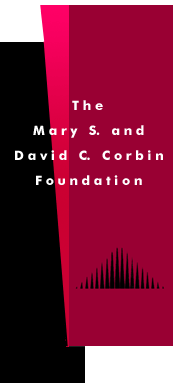 The
Mary S. and
David C. Corbin
Foundation